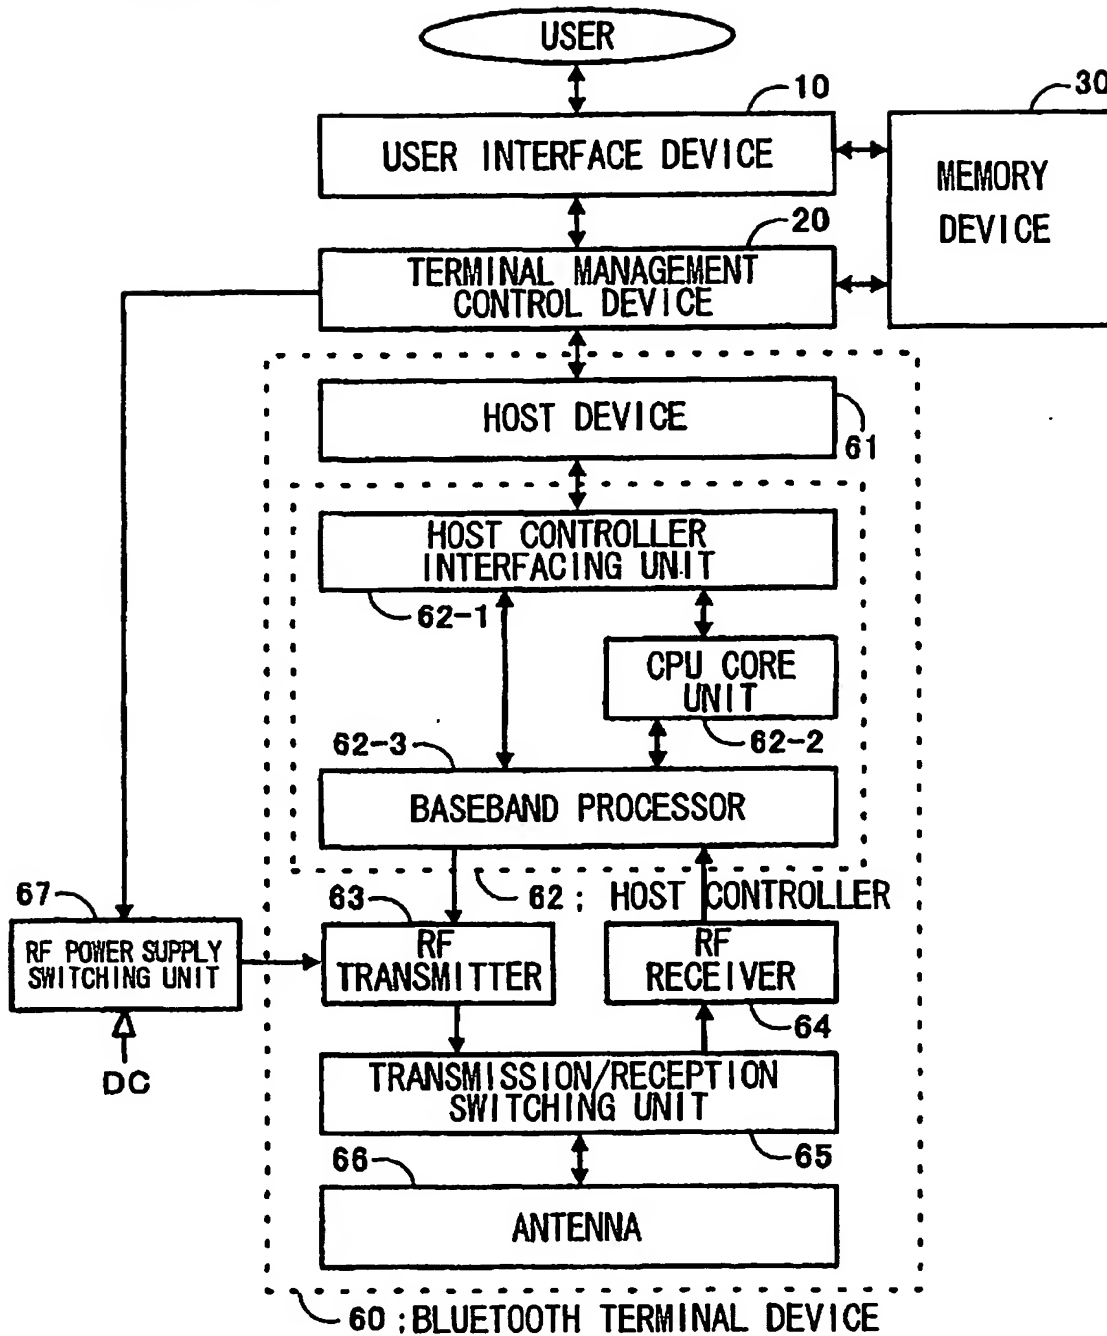 USER
10
30
USER INTERFACE DEVICE
MEMORY
DEVICE
20
TERMINAL MANAGEMENT
CONTROL DEVICE
HOST DEVICE
61
HOST CONTROLLER
INTERFACING UNIT
62-1
CPU CORE
UNIT
62-2
62-3
BASEBAND PROCESSOR
62 ; HOST CONTROLLER
67
63
RF POWER SUPPLY
SWITCHING UNIT
RF
TRANSMITTER
RF
RECEIVER
64
DC
TRANSMISSION/RECEPTION
SWITCHING UNIT
65
66
ANTENNA
60 ; BLUETOOTH TERMINAL DEVICE